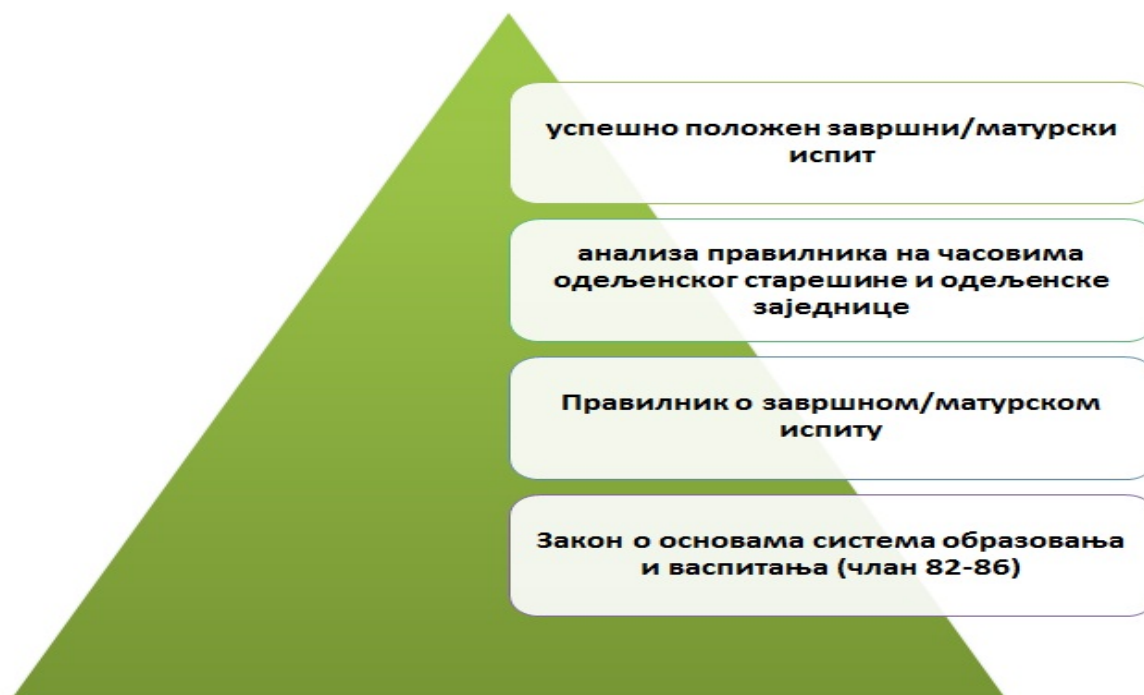 успешно положен завршни/матурски
испит
анализа правилника на часовима
одељенског старешине и одељенске
заједнице
Правилник о завршном/матурском
испиту
Закон о основама система образовања
и васпитања (члан 82-86)